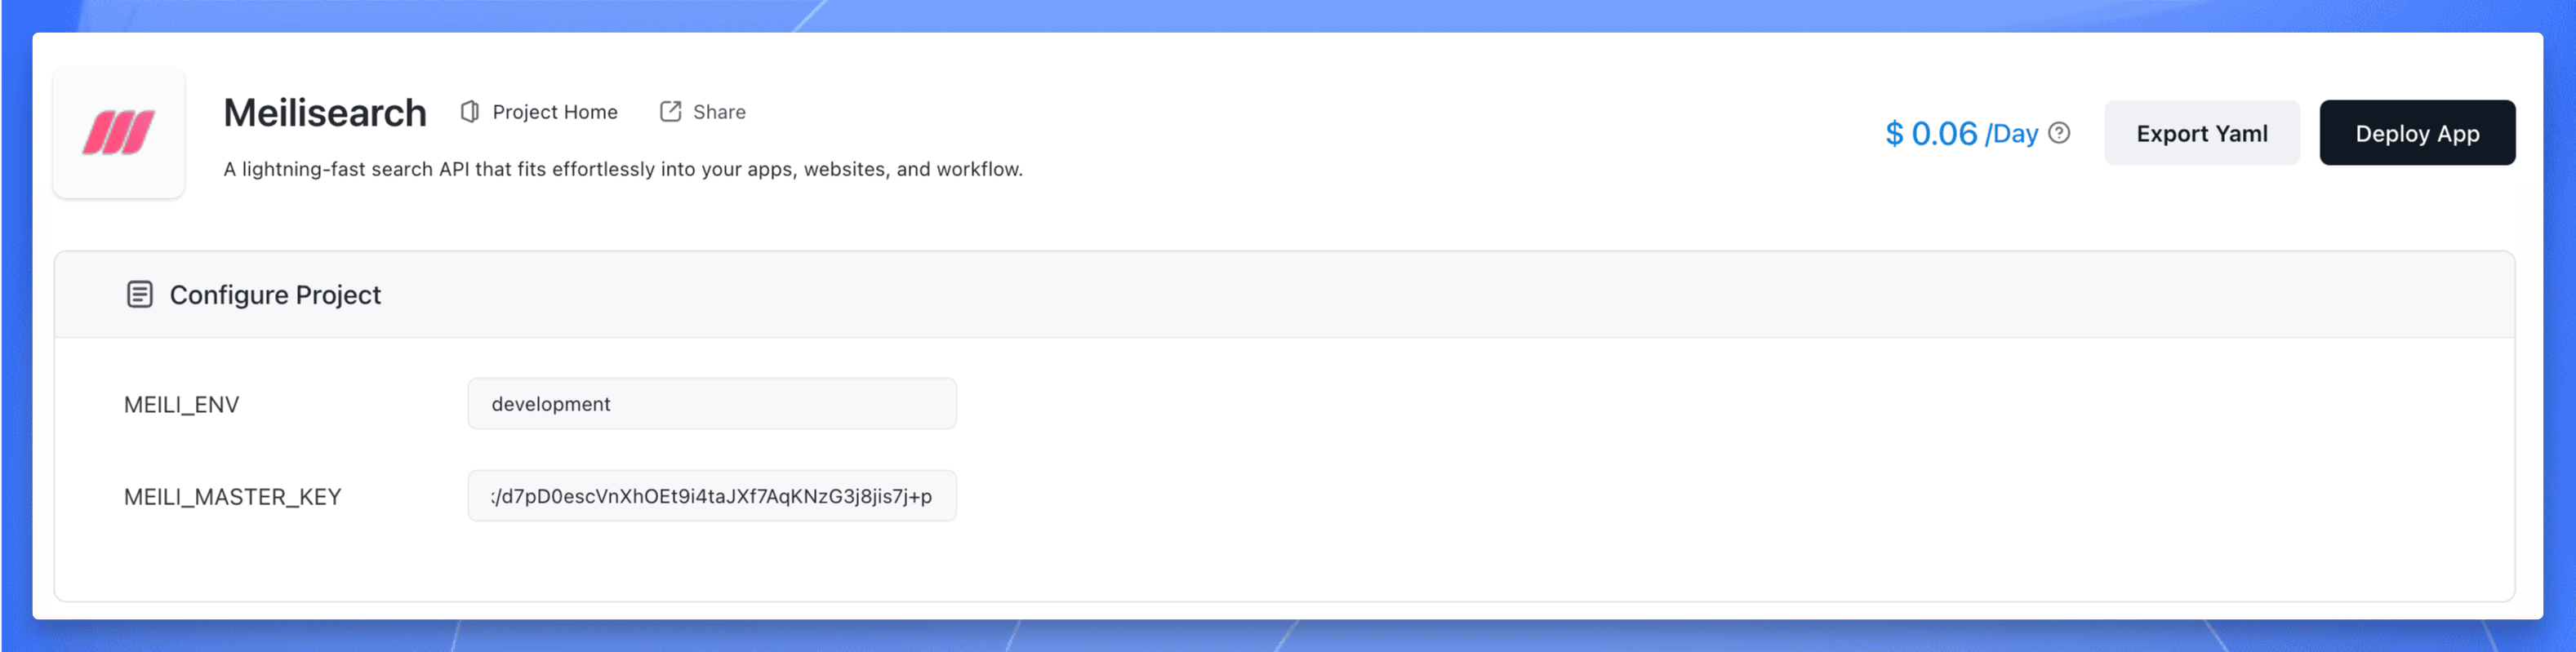 Meilisearch Project Home Share
A lightning-fast search API that fits effortlessly into your apps, websites, and workflow.
$ 0.06 /Day
Export Yaml
Deploy App
Configure Project
MEILI_ENV development
MEILI_MASTER_KEY :/d7pD0escVnXhOEt9i4taJXf7AqKNzG3j8jis7j+p